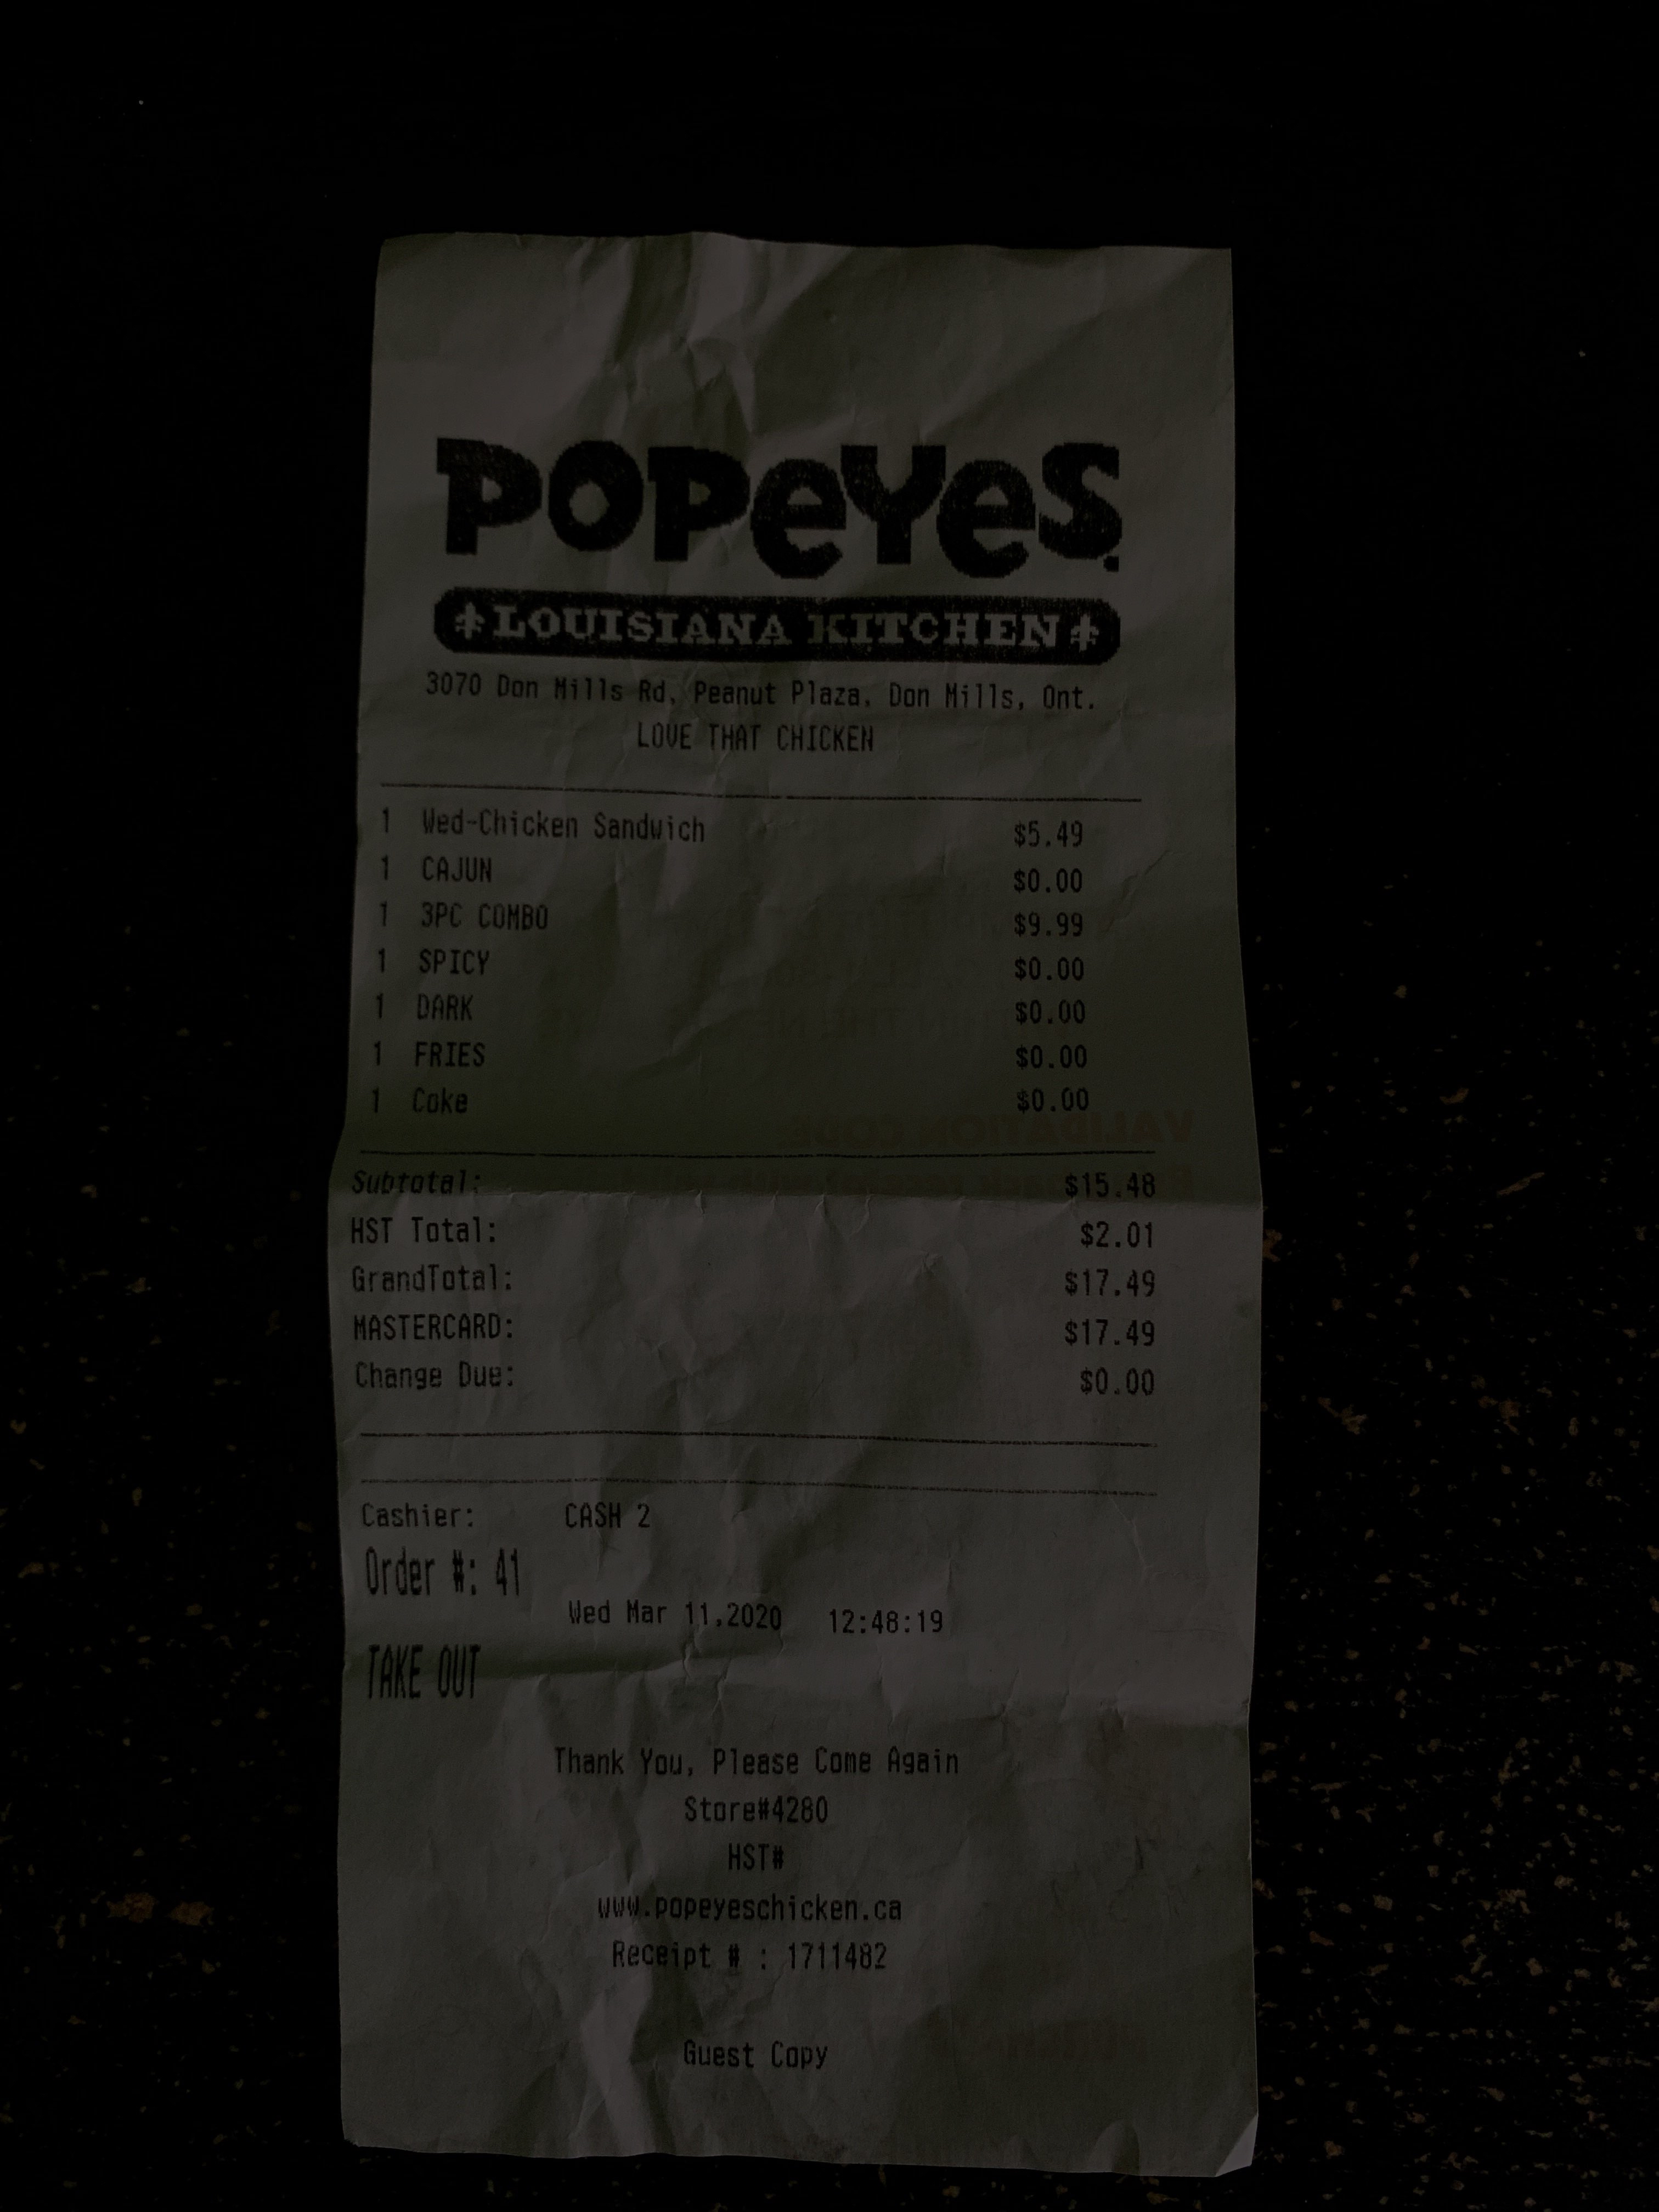 POPEYES
LOUISIANA KITCHEN
3070 Don Mills Rd, Peanut Plaza, Don Mills, Ont.
LOVE THAT CHICKEN
1 Wed-Chicken Sandwich $5.49
1 CAJUN $0.00
1 3PC COMBO $9.99
1 SPICY $0.00
1 DARK $0.00
1 FRIES $0.00
1 Coke $0.00
Subtotal: $15.48
HST Total: $2.01
GrandTotal: $17.49
MASTERCARD: $17.49
Change Due: $0.00
Cashier: CASH 2
Order #: 41
Wed Mar 11,2020 12:48:19
TAKE OUT
Thank You, Please Come Again
Store#4280
HST#
www.popeyeschicken.ca
Receipt # : 1711482
Guest Copy
VALIDATION CODE: